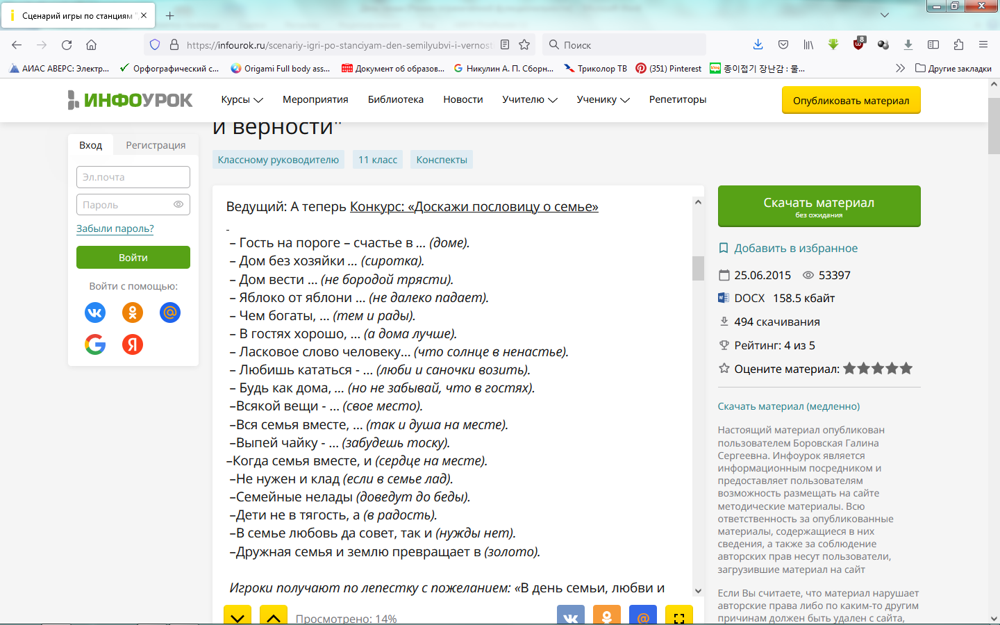 Сценарий игры по станциям "
https://infourok.ru/scenariy-igri-po-stanciyam-den-semilyubvi-i-vernost
Поиск
8
АИАС АВЕРС: Электр...
Орфографический с...
Origami Full body ass...
Документ об образов...
Никулин А. П. Сборн...
Триколор ТВ
(351) Pinterest
종이접기 장난감 : 둘...
Другие закладки
ИНФОУРОК
Курсы
Мероприятия
Библиотека
Новости
Учителю
Ученику
Репетиторы
Опубликовать материал
и верности"
Вход
Регистрация
Эл.почта
Пароль
Забыли пароль?
Войти
Войти с помощью:
Классному руководителю
11 класс
Конспекты
Ведущий: А теперь Конкурс: «Доскажи пословицу о семье»
– Гость на пороге – счастье в ... (доме).
– Дом без хозяйки ... (сиротка).
– Дом вести ... (не бородой трясти).
– Яблоко от яблони ... (не далеко падает).
– Чем богаты, ... (тем и рады).
– В гостях хорошо, ... (а дома лучше).
– Ласковое слово человеку... (что солнце в ненастье).
– Любишь кататься - ... (люби и саночки возить).
– Будь как дома, ... (но не забывай, что в гостях).
–Всякой вещи - ... (свое место).
–Вся семья вместе, ... (так и душа на месте).
–Выпей чайку - ... (забудешь тоску).
–Когда семья вместе, и (сердце на месте).
–Не нужен и клад (если в семье лад).
–Семейные нелады (доведут до беды).
–Дети не в тягость, а (в радость).
–В семье любовь да совет, так и (нужды нет).
–Дружная семья и землю превращает в (золото).
Игроки получают по лепестку с пожеланием: «В день семьи, любви и
Просмотрено: 14%
Скачать материал
без ожидания
Добавить в избранное
25.06.2015 53397
DOCX 158.5 кбайт
494 скачивания
Рейтинг: 4 из 5
Оцените материал:
Скачать материал (медленно)
Настоящий материал опубликован
пользователем Боровская Галина
Сергеевна. Инфоурок является
информационным посредником и
предоставляет пользователям
возможность размещать на сайте
методические материалы. Всю
ответственность за опубликованные
материалы, содержащиеся в них
сведения, а также за соблюдение
авторских прав несут пользователи,
загрузившие материал на сайт
Если Вы считаете, что материал нарушает
авторские права либо по каким-то другим
причинам должен быть удален с сайта,